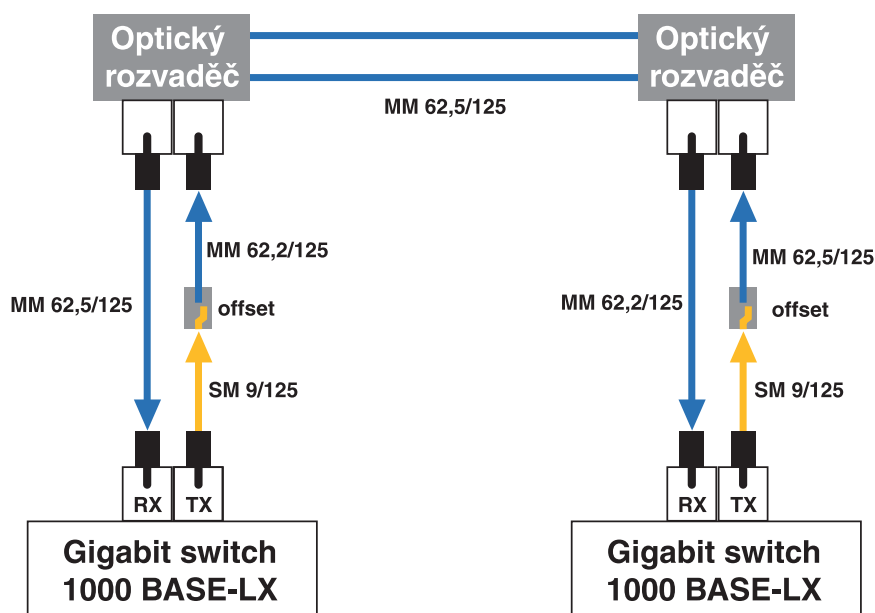 Optický
rozvaděč
Optický
rozvaděč
MM 62,5/125
MM 62,2/125
MM 62,5/125
MM 62,5/125
MM 62,2/125
offset
offset
SM 9/125
SM 9/125
RX
TX
RX
TX
Gigabit switch
1000 BASE-LX
Gigabit switch
1000 BASE-LX